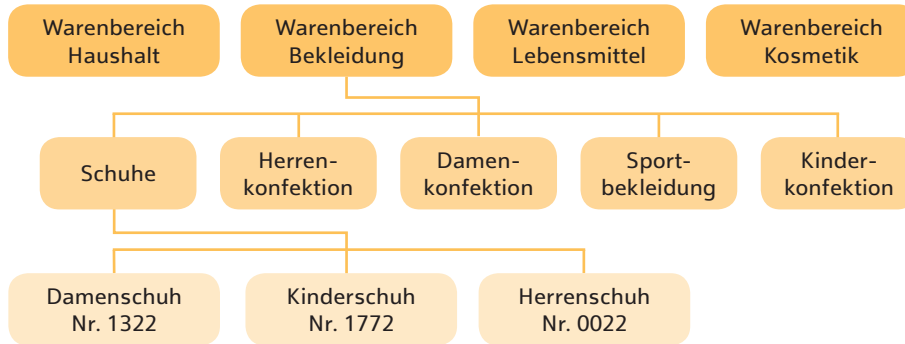 Warenbereich
Haushalt
Warenbereich
Bekleidung
Warenbereich
Lebensmittel
Warenbereich
Kosmetik
Schuhe
Herren-
konfektion
Damen-
konfektion
Sport-
bekleidung
Kinder-
konfektion
Damenschuh
Nr. 1322
Kinderschuh
Nr. 1772
Herrenschuh
Nr. 0022